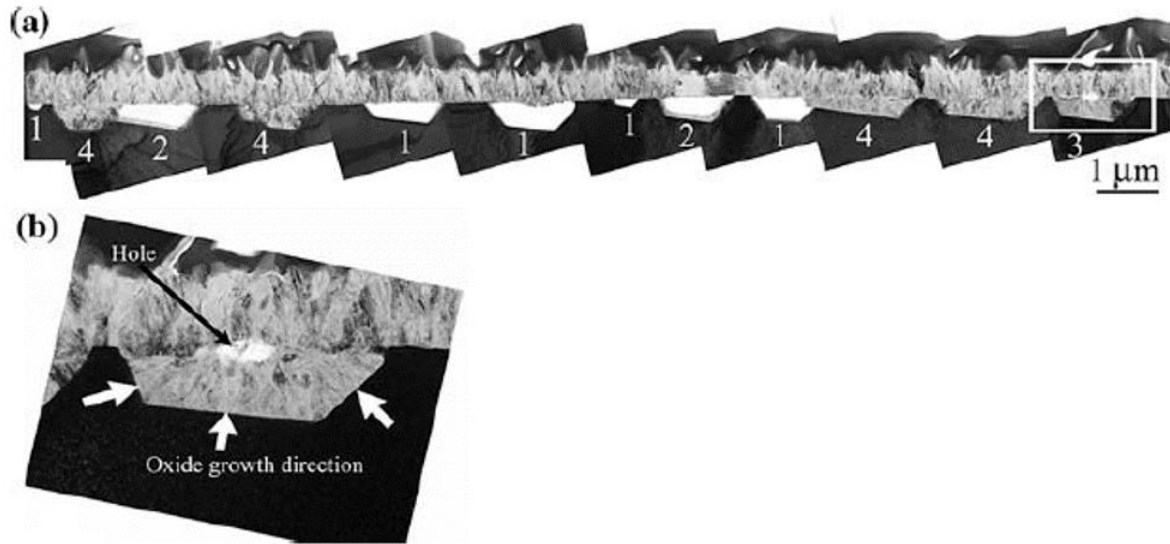 (a)
1 4 2 4 1 1 1 2 1 4 4 3
1 μm
(b)
Hole
Oxide growth direction